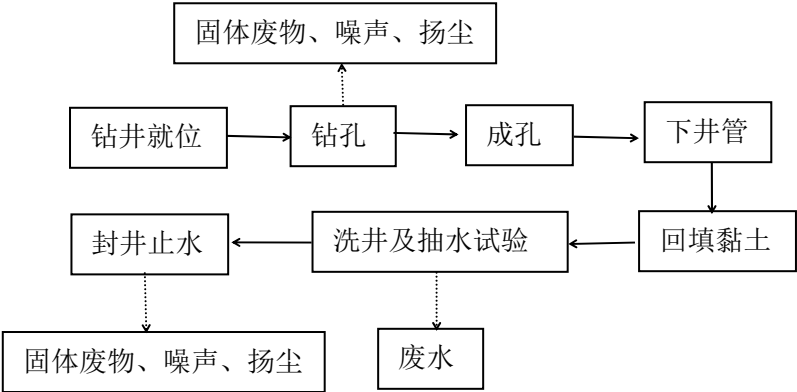 固体废物、噪声、扬尘
钻井就位
钻孔
成孔
下井管
封井止水
洗井及抽水试验
回填黏土
固体废物、噪声、扬尘
废水